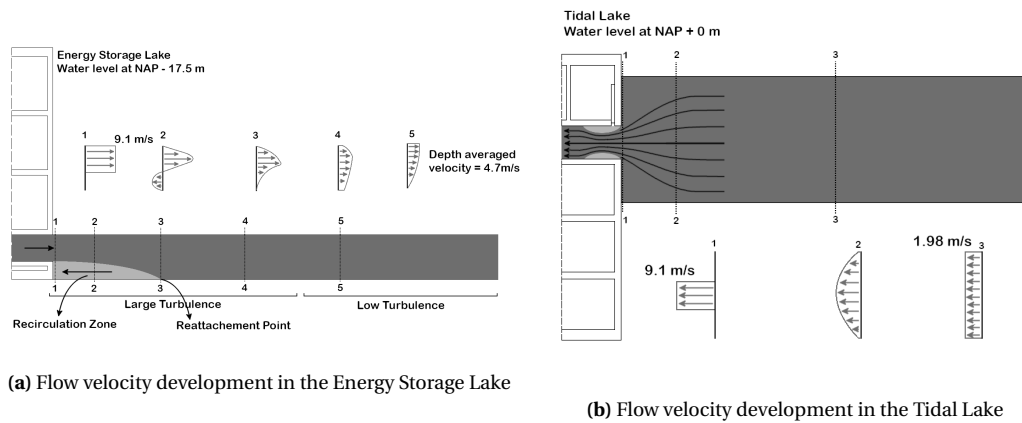 Energy Storage Lake
Water level at NAP - 17.5 m
1 9.1 m/s 2 3 4 5
Depth averaged
velocity = 4.7m/s
1 2 3 4 5
1 2 3 4 5
Large Turbulence Low Turbulence
Recirculation Zone Reattachement Point
(a) Flow velocity development in the Energy Storage Lake
Tidal Lake
Water level at NAP + 0 m
1 2 3
1 2 3
9.1 m/s 1 2 1.98 m/s 3
(b) Flow velocity development in the Tidal Lake